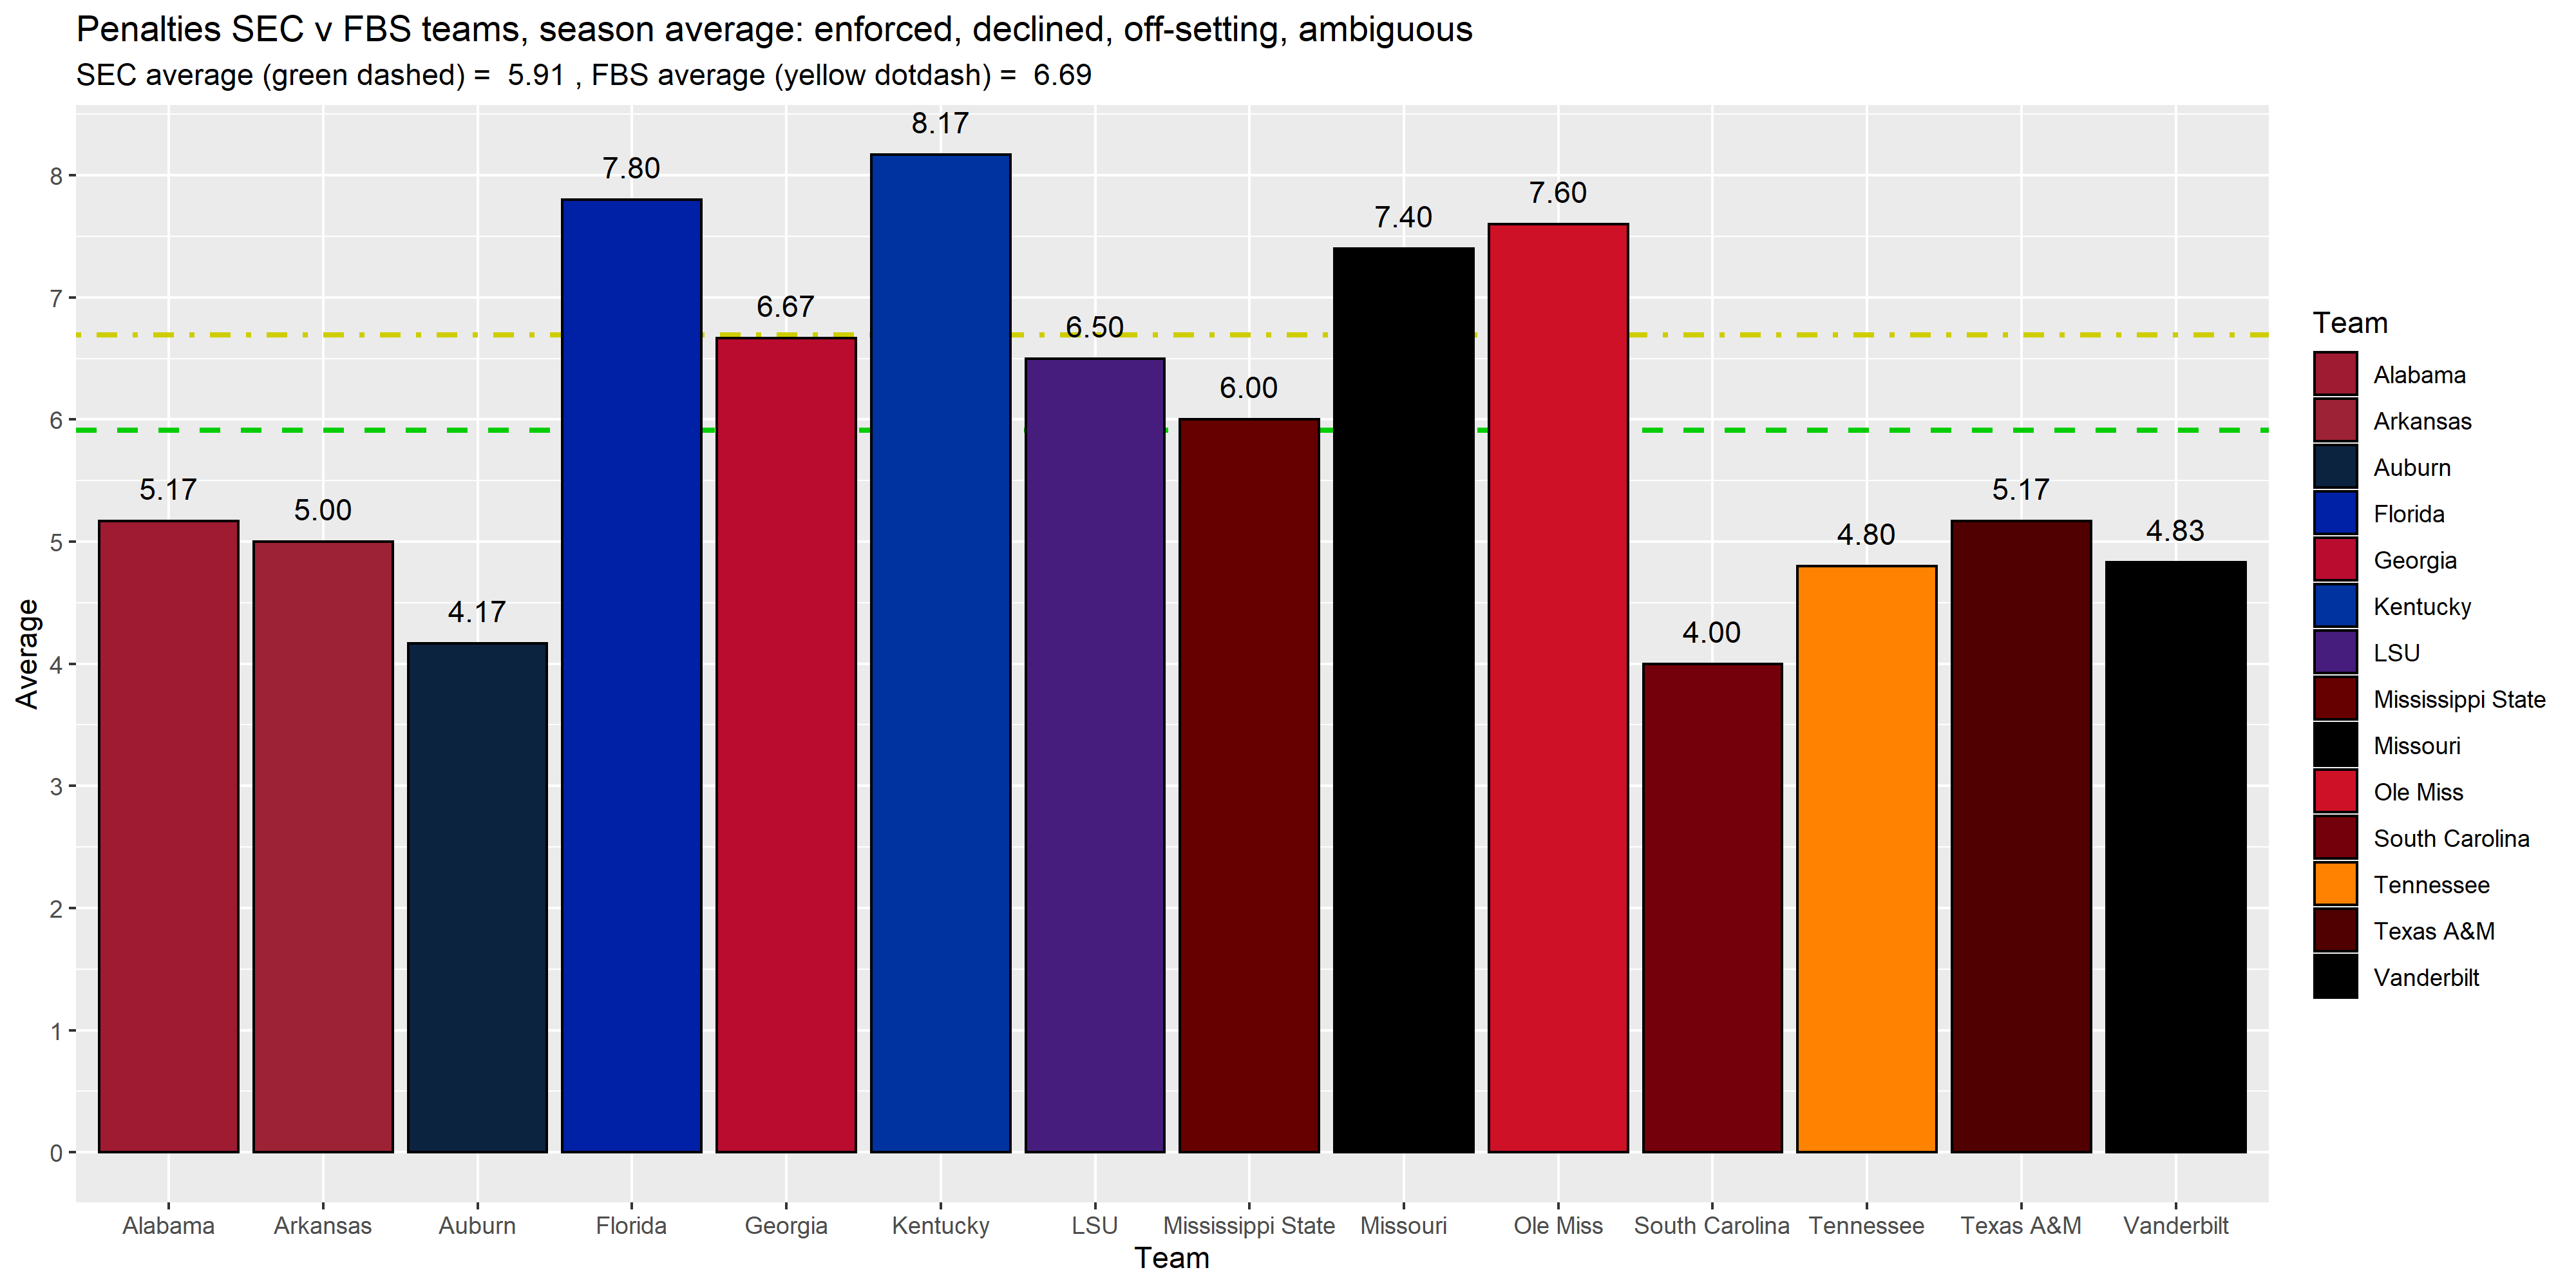 Penalties SEC v FBS teams, season average: enforced, declined, off-setting, ambiguous
SEC average (green dashed) =  5.91 , FBS average (yellow dotdash) =  6.69
Average
8
7
6
5
4
3
2
1
0
5.17
5.00
4.17
7.80
6.67
8.17
6.50
6.00
7.40
7.60
4.00
4.80
5.17
4.83
Alabama
Arkansas
Auburn
Florida
Georgia
Kentucky
LSU
Mississippi State
Missouri
Ole Miss
South Carolina
Tennessee
Texas A&M
Vanderbilt
Team
Team
Alabama
Arkansas
Auburn
Florida
Georgia
Kentucky
LSU
Mississippi State
Missouri
Ole Miss
South Carolina
Tennessee
Texas A&M
Vanderbilt